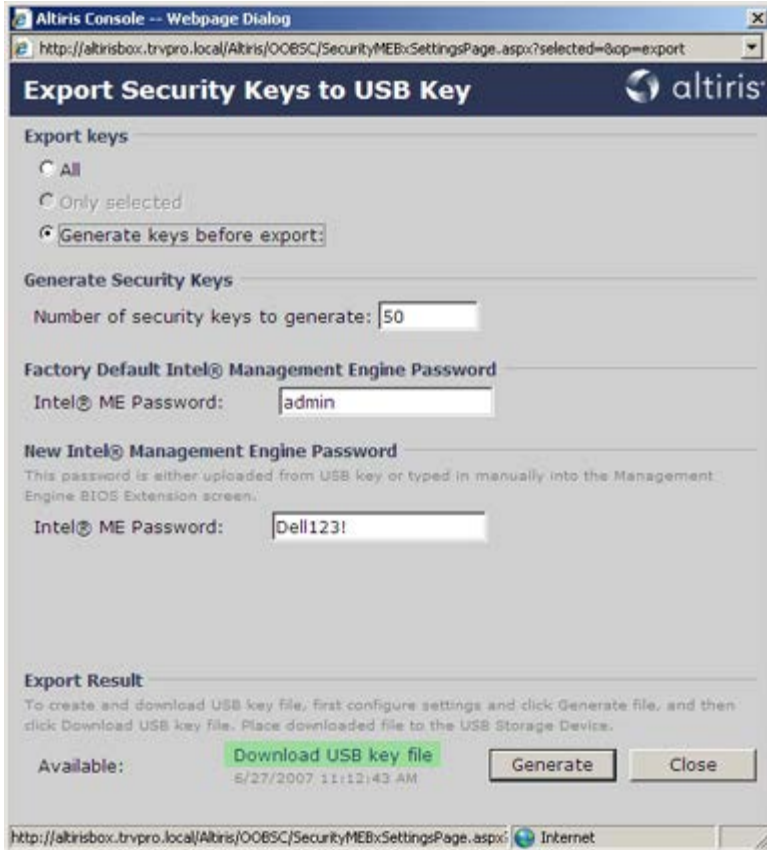 Altiris Console -- Webpage Dialog
http://altirisbox.trvpro.local/Altiris/OOBSC/SecurityMEBxSettingsPage.aspx?selected=&op=export
Export Security Keys to USB Key
altiris
Export keys
All
Only selected
Generate keys before export:
Generate Security Keys
Number of security keys to generate: 50
Factory Default Intel® Management Engine Password
Intel® ME Password: admin
New Intel® Management Engine Password
This password is either uploaded from USB key or typed in manually into the Management
Engine BIOS Extension screen.
Intel® ME Password: Dell123!
Export Result
To create and download USB key file, first configure settings and click Generate file, and then
click Download USB key file. Place downloaded file to the USB Storage Device.
Available: Download USB key file Generate Close
6/27/2007 11:12:43 AM
http://altirisbox.trvpro.local/Altiris/OOBSC/SecurityMEBxSettingsPage.aspx? Internet